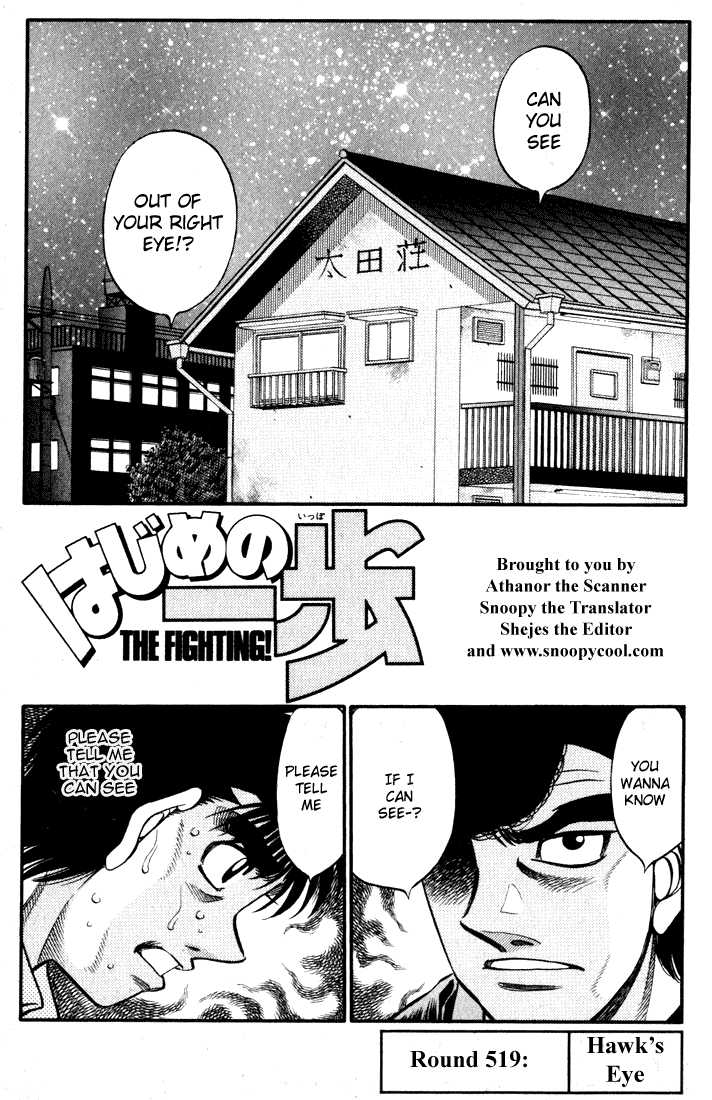 CAN
YOU
SEE
OUT OF
YOUR RIGHT
EYE!?
太田荘
はじめの一歩
いっぽ
THE FIGHTING!
Brought to you by
Athanor the Scanner
Snoopy the Translator
Shejes the Editor
and www.snoopycool.com
YOU
WANNA
KNOW
IF I
CAN
SEE-?
PLEASE
TELL
ME
PLEASE
TELL ME
THAT YOU
CAN SEE
Round 519:
Hawk's
Eye